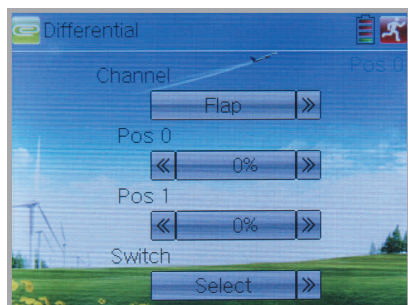 Differential
Pos 0
Channel
Flap
Pos 0
0%
Pos 1
0%
Switch
Select